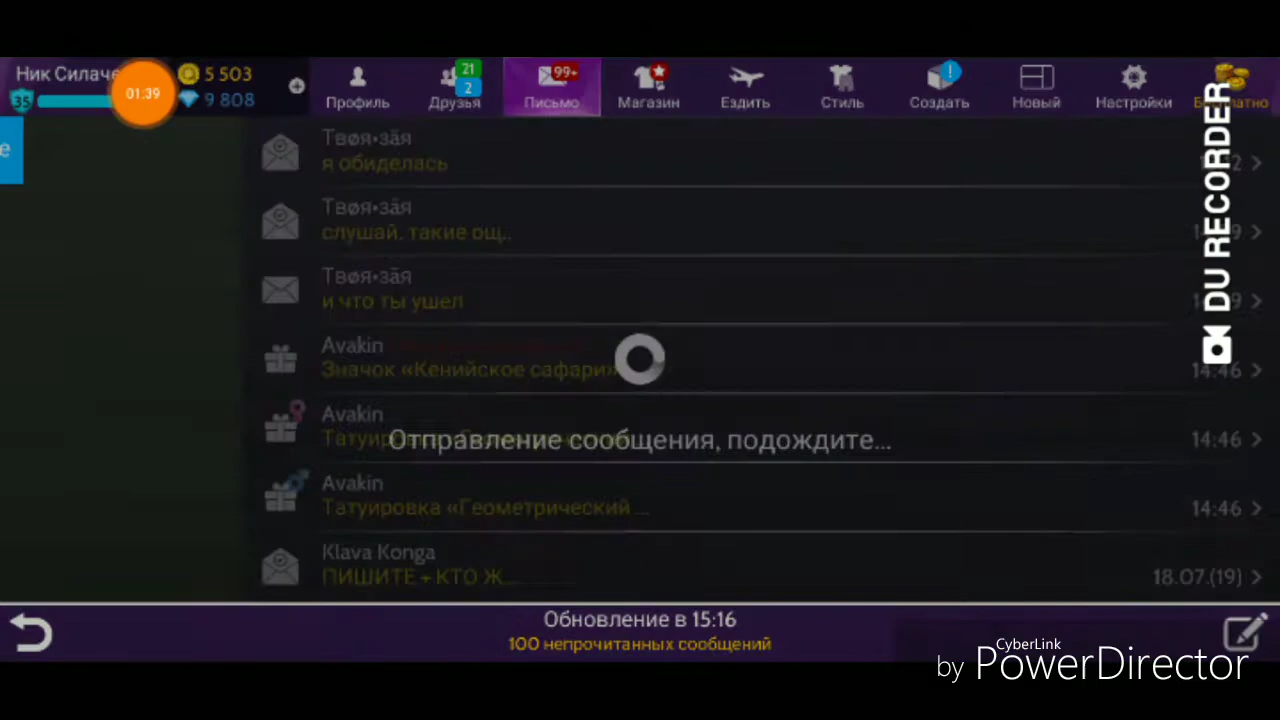 Ник Силаче
35
01:39
5 503
9 808
Профиль
21
2
Друзья
99+
Письмо
Магазин
Ездить
Стиль
!
Создать
Новый
Настройки
е
Твоя•зāя
я обиделась
Твоя•зāя
слушай. такие ощ..
Твоя•зāя
и что ты ушел
Avakin
Значок «Кенийское сафари»
14:46
Avakin
14:46
Отправление сообщения, подождите...
Avakin
Татуировка «Геометрический ...
14:46
Klava Konga
ПИШИТЕ + КТО Ж...
18.07.(19)
Обновление в 15:16
100 непрочитанных сообщений
DU RECORDER
CyberLink
by PowerDirector